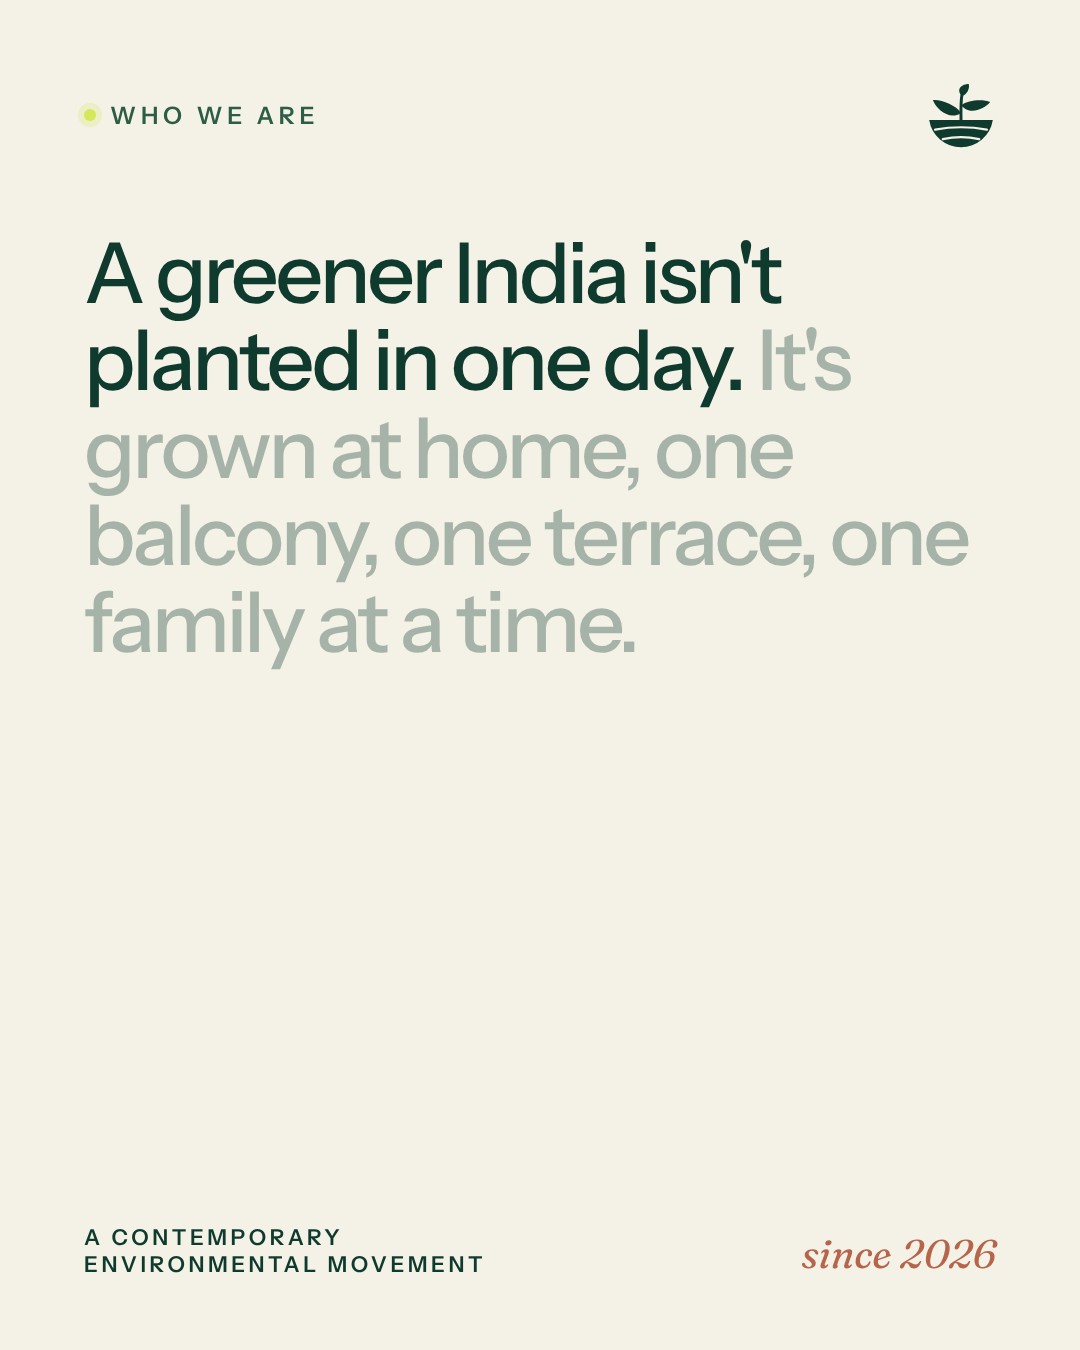 WHO WE ARE
A greener India isn't
planted in one day. It's
grown at home, one
balcony, one terrace, one
family at a time.
A CONTEMPORARY
ENVIRONMENTAL MOVEMENT
since 2026